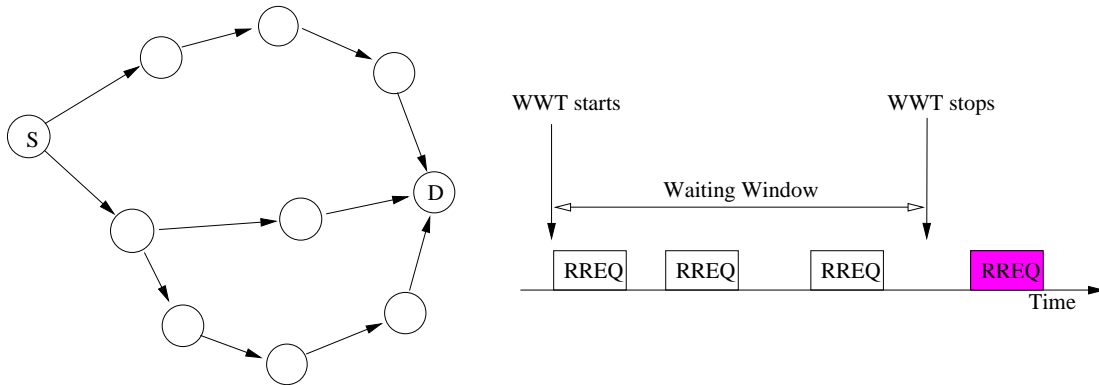 S
D
WWT starts
WWT stops
Waiting Window
RREQ
RREQ
RREQ
RREQ
Time